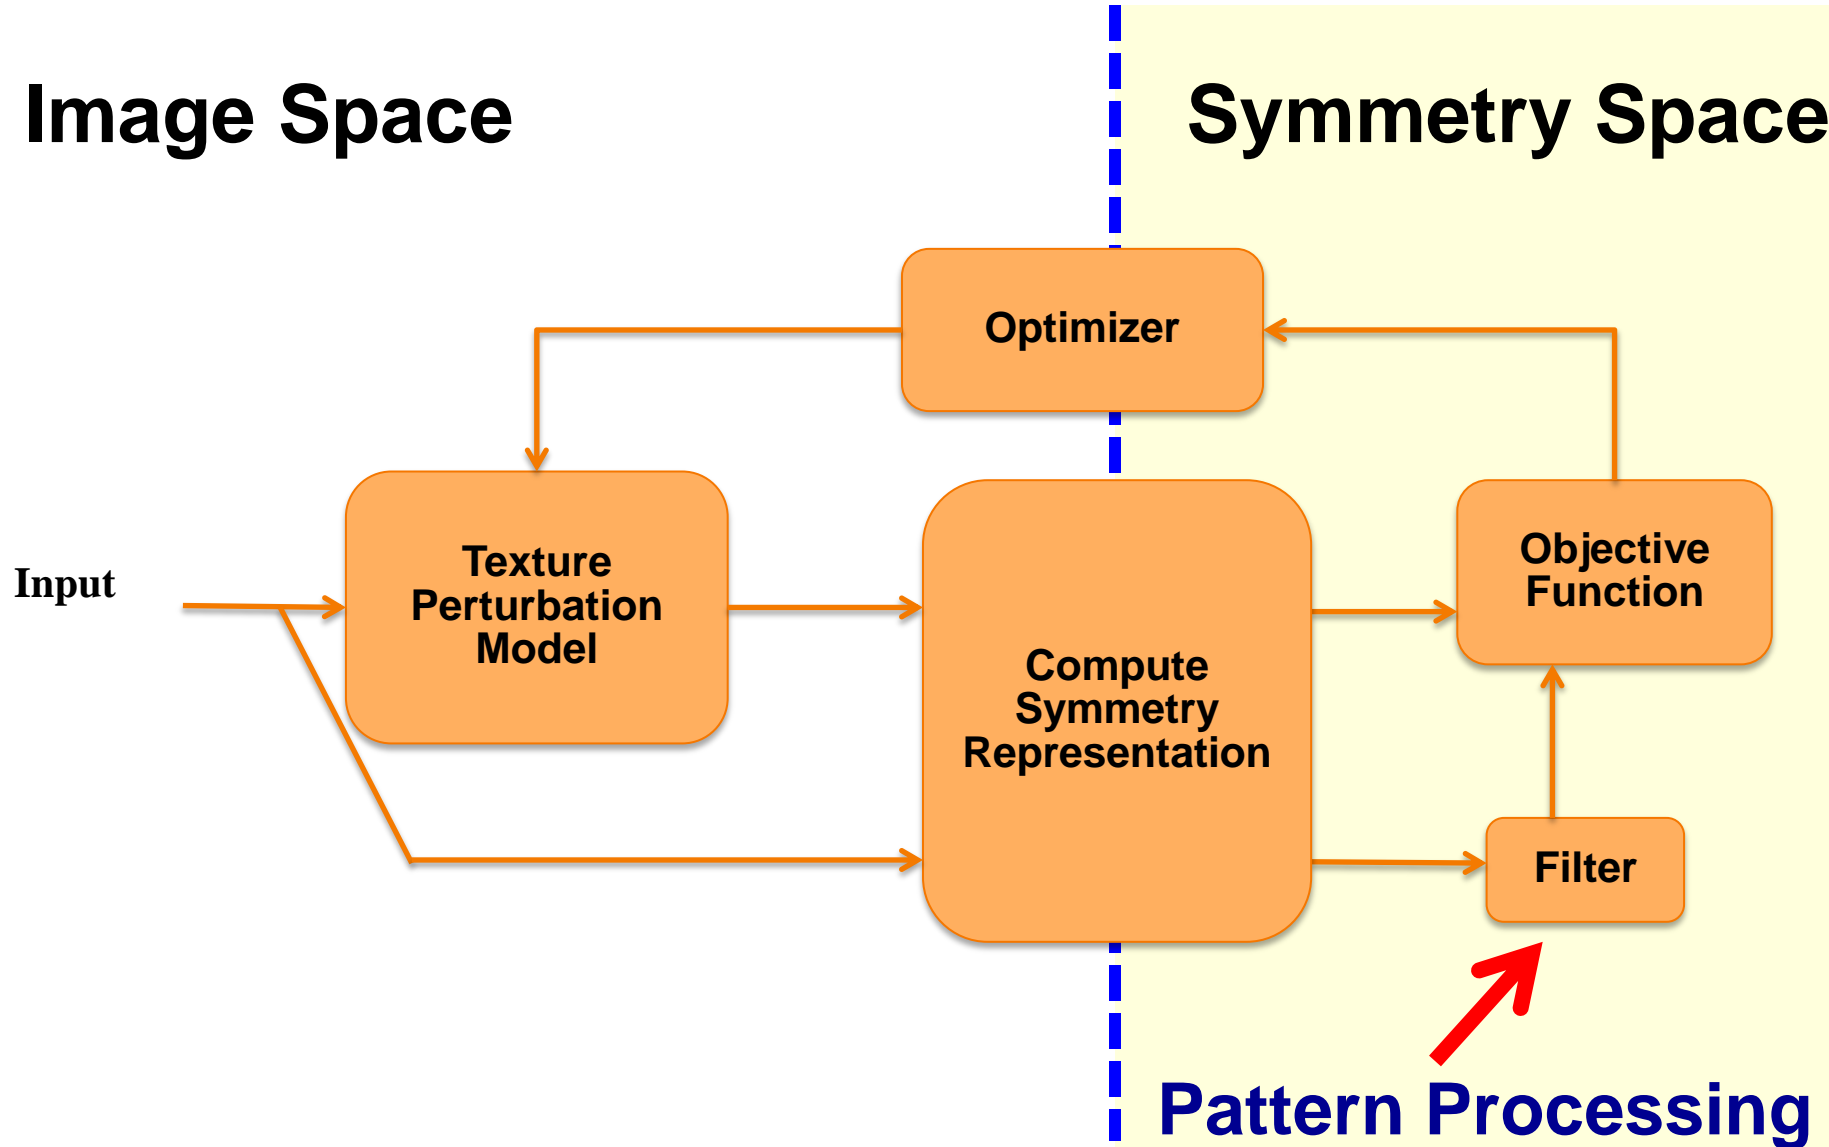 Image Space
Symmetry Space
Optimizer
Input
Texture
Perturbation
Model
Compute
Symmetry
Representation
Objective
Function
Filter
Pattern Processing